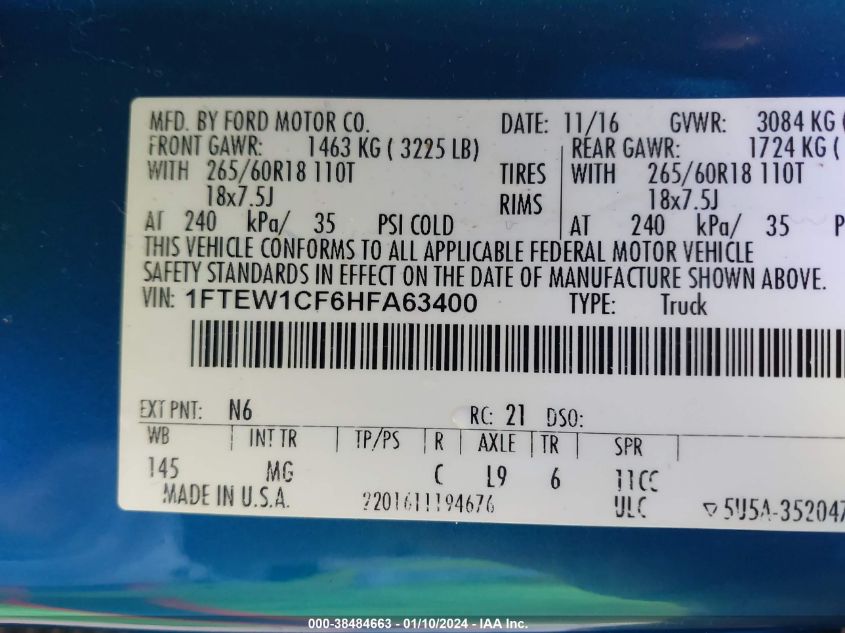 MFD. BY FORD MOTOR CO. DATE: 11/16 GVWR: 3084 KG (
FRONT GAWR: 1463 KG ( 3225 LB) REAR GAWR: 1724 KG (
WITH 265/60R18 110T TIRES WITH 265/60R18 110T
18x7.5J RIMS 18x7.5J
AT 240 kPa/ 35 PSI COLD AT 240 kPa/ 35 P
THIS VEHICLE CONFORMS TO ALL APPLICABLE FEDERAL MOTOR VEHICLE
SAFETY STANDARDS IN EFFECT ON THE DATE OF MANUFACTURE SHOWN ABOVE.
VIN: 1FTEW1CF6HFA63400 TYPE: Truck
EXT PNT: N6 RC: 21 DSO:
WB INT TR TP/PS R AXLE TR SPR
145 MG C L9 6 11CC
MADE IN U.S.A. 2201611194676 ULC ▽5U5A-352047
000-38484663 - 01/10/2024 - IAA Inc.